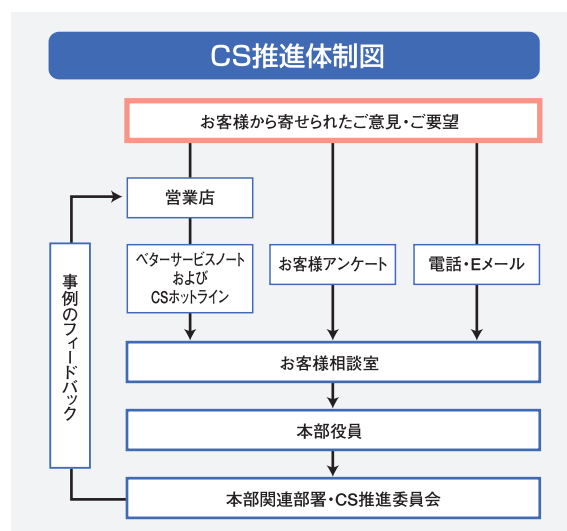 CS推進体制図
お客様から寄せられたご意見・ご要望
営業店
ベターサービスノート
および
CSホットライン
お客様アンケート
電話・Eメール
事例のフィードバック
お客様相談室
本部役員
本部関連部署・CS推進委員会